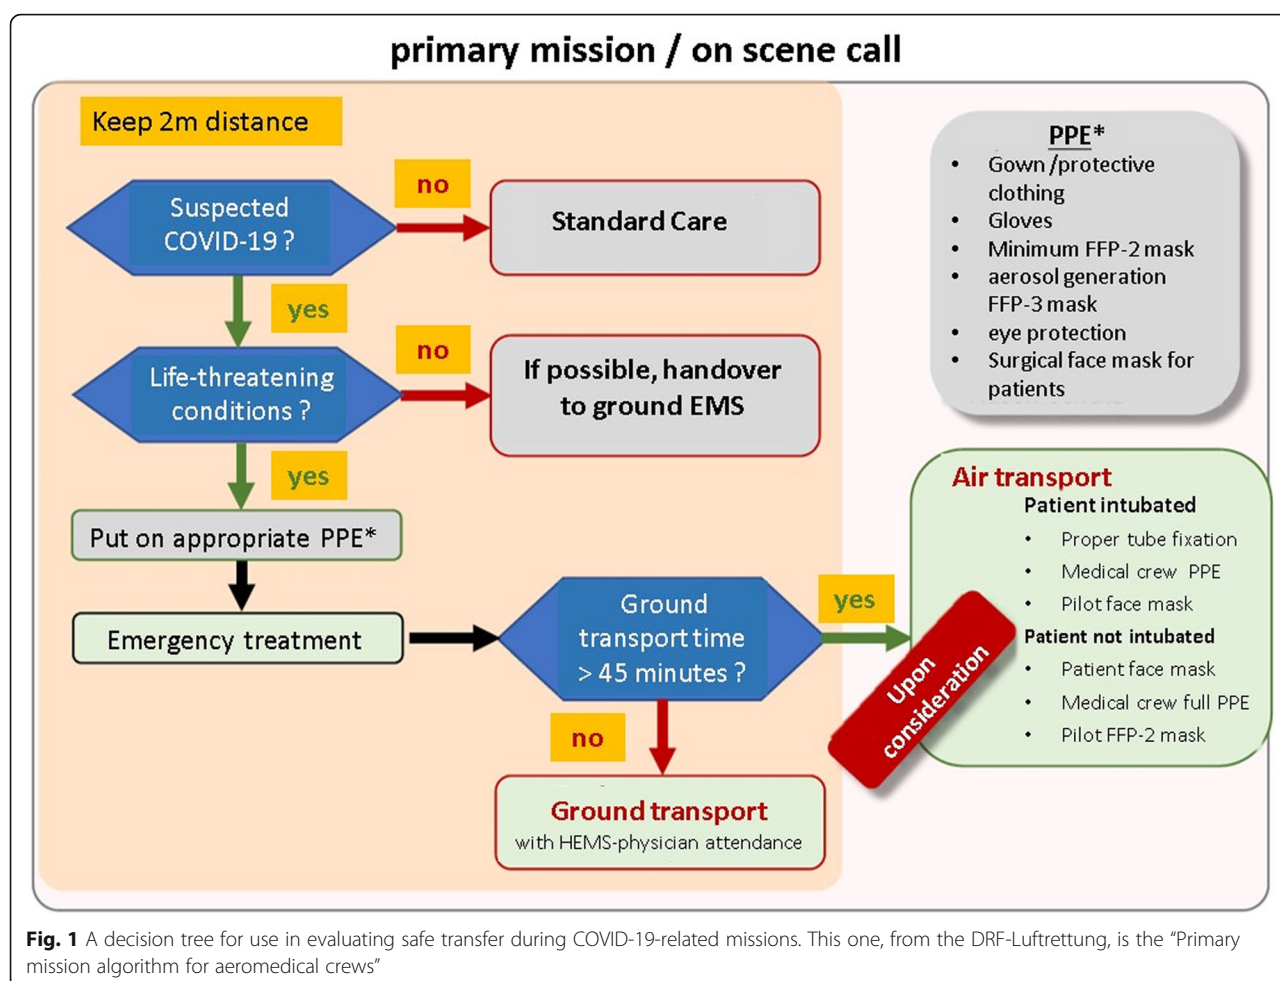 primary mission / on scene call
Keep 2m distance
Suspected
COVID-19 ?
no
Standard Care
yes
Life-threatening
conditions ?
no
If possible, handover
to ground EMS
yes
Put on appropriate PPE*
Emergency treatment
Ground
transport time
> 45 minutes ?
yes
no
Ground transport
with HEMS-physician attendance
PPE*
• Gown /protective
clothing
• Gloves
• Minimum FFP-2 mask
• aerosol generation
FFP-3 mask
• eye protection
• Surgical face mask for
patients
Air transport
Patient intubated
• Proper tube fixation
• Medical crew PPE
• Pilot face mask
Patient not intubated
• Patient face mask
• Medical crew full PPE
• Pilot FFP-2 mask
Upon
consideration
Fig. 1 A decision tree for use in evaluating safe transfer during COVID-19-related missions. This one, from the DRF-Luftrettung, is the “Primary
mission algorithm for aeromedical crews”